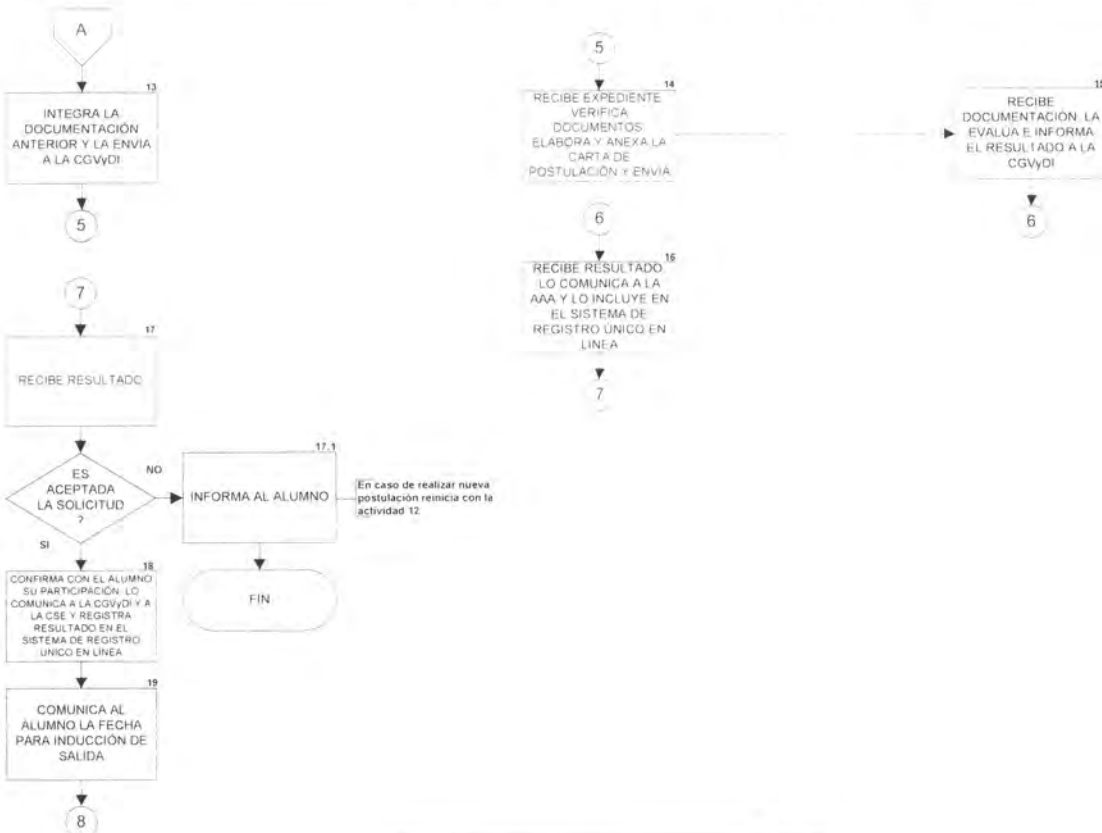 A
13
INTEGRA LA
DOCUMENTACIÓN
ANTERIOR Y LA ENVIA
A LA CGVyDI
5
7
17
RECIBE RESULTADO
ES
ACEPTADA
LA SOLICITUD
?
NO
SI
17.1
INFORMA AL ALUMNO
En caso de realizar nueva
postulación reinicia con la
actividad 12
FIN
18
CONFIRMA CON EL ALUMNO
SU PARTICIPACIÓN. LO
COMUNICA A LA CGVyDI Y A
LA CSE Y REGISTRA
RESULTADO EN EL
SISTEMA DE REGISTRO
UNICO EN LINEA
19
COMUNICA AL
ALUMNO LA FECHA
PARA INDUCCIÓN DE
SALIDA
8
5
14
RECIBE EXPEDIENTE
VERIFICA
DOCUMENTOS
ELABORA Y ANEXA LA
CARTA DE
POSTULACIÓN Y ENVIA
6
16
RECIBE RESULTADO
LO COMUNICA A LA
AAA Y LO INCLUYE EN
EL SISTEMA DE
REGISTRO ÚNICO EN
LINEA
7
15
RECIBE
DOCUMENTACIÓN. LA
EVALÚA E INFORMA
EL RESULTADO A LA
CGVyDI
6